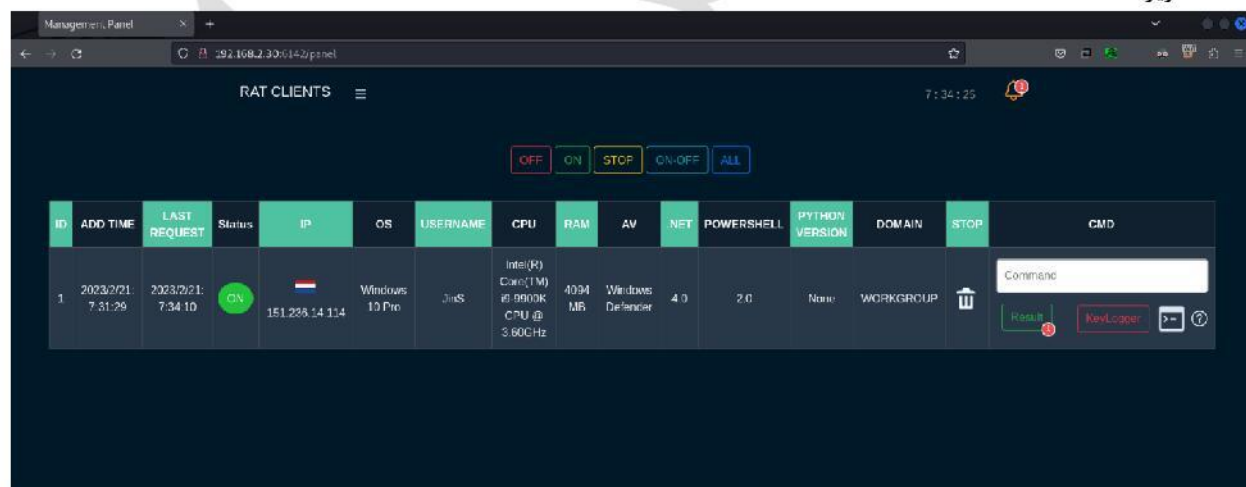 Management Panel
192.168.2.30:6142/panel
RAT CLIENTS
7:34:25
OFF ON STOP ON-OFF ALL
ID ADD TIME LAST REQUEST Status IP OS USERNAME CPU RAM AV .NET POWERSHELL PYTHON VERSION DOMAIN STOP CMD
1 2023/2/21: 7:31:29 2023/2/21: 7:34:10 ON 151.236.14.114 Windows 10 Pro JinS Intel(R) Core(TM) i9-9900K CPU @ 3.60GHz 4094 MB Windows Defender 4.0 2.0 None WORKGROUP Command
Result 1 KeyLogger